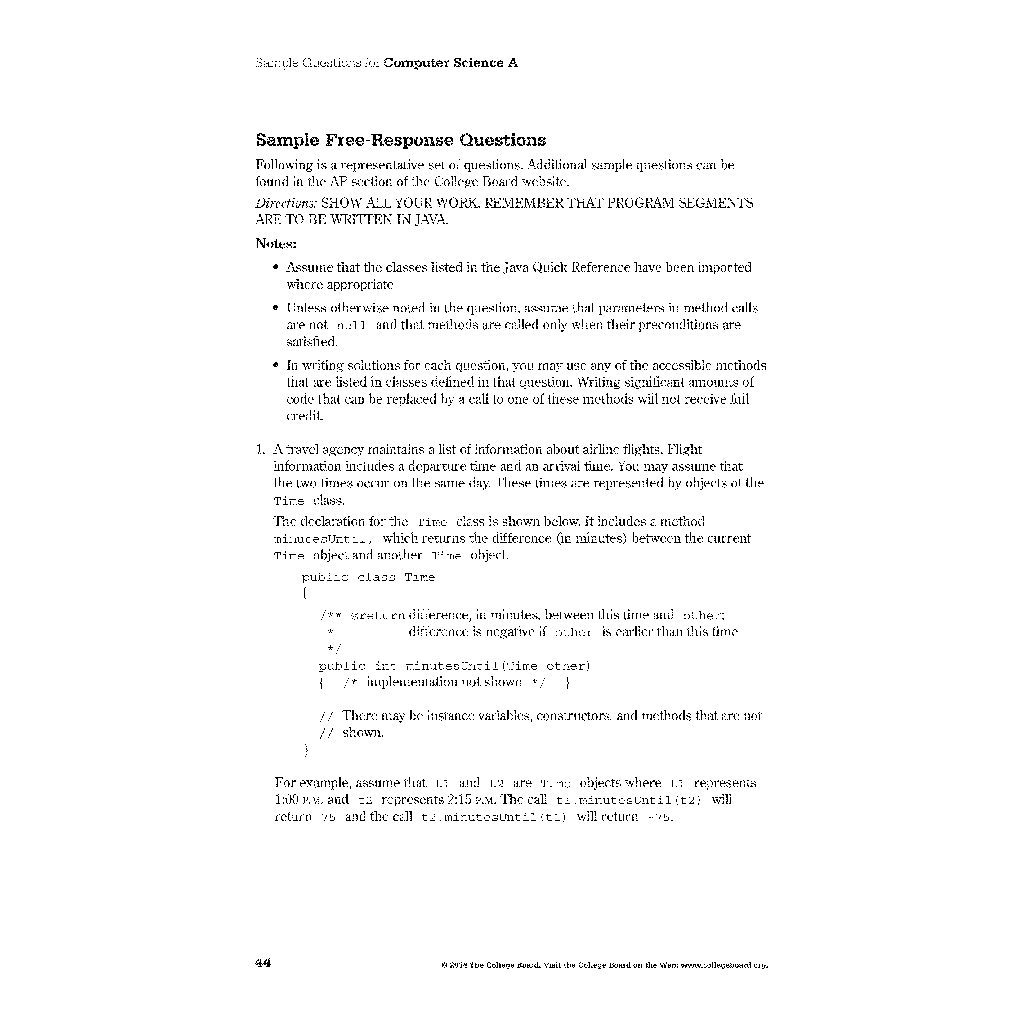 Sample Questions for Computer Science A
Sample Free-Response Questions
Following is a representative set of questions. Additional sample questions can be
found in the AP section of the College Board website.
Directions: SHOW ALL YOUR WORK. REMEMBER THAT PROGRAM SEGMENTS
ARE TO BE WRITTEN IN JAVA.
Notes:
• Assume that the classes listed in the Java Quick Reference have been imported
where appropriate
• Unless otherwise noted in the question, assume that parameters in method calls
are not null and that methods are called only when their preconditions are
satisfied.
• In writing solutions for each question, you may use any of the accessible methods
that are listed in classes defined in that question. Writing significant amounts of
code that can be replaced by a call to one of these methods will not receive full
credit.
1. A travel agency maintains a list of information about airline flights. Flight
information includes a departure time and an arrival time. You may assume that
the two times occur on the same day. These times are represented by objects of the
Time class.
The declaration for the Time class is shown below. It includes a method
minutesUntil, which returns the difference (in minutes) between the current
Time object and another Time object.
public class Time
{
/** @return difference, in minutes, between this time and other;
* difference is negative if other is earlier than this time
*/
public int minutesUntil(Time other)
{ /* implementation not shown */ }
// There may be instance variables, constructors, and methods that are not
// shown.
}
For example, assume that t1 and t2 are Time objects where t1 represents
1:00 P.M. and t2 represents 2:15 P.M. The call t1.minutesUntil(t2) will
return 75 and the call t2.minutesUntil(t1) will return -75.
44
© 2014 The College Board. Visit the College Board on the Web: www.collegeboard.org.